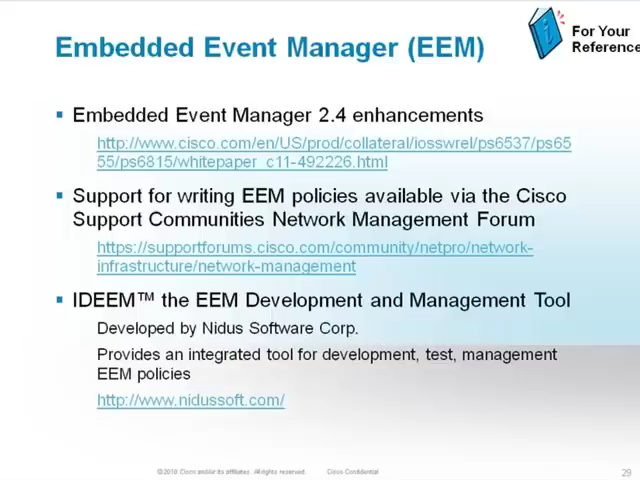 Embedded Event Manager (EEM)
For Your
Reference
Embedded Event Manager 2.4 enhancements
http://www.cisco.com/en/US/prod/collateral/iosswrel/ps6537/ps65
55/ps6815/whitepaper_c11-492226.html
Support for writing EEM policies available via the Cisco
Support Communities Network Management Forum
https://supportforums.cisco.com/community/netpro/network-
infrastructure/network-management
IDEEM™ the EEM Development and Management Tool
Developed by Nidus Software Corp.
Provides an integrated tool for development, test, management
EEM policies
http://www.nidussoft.com/
© 2010 Cisco and/or its affiliates. All rights reserved.
Cisco Confidential
29